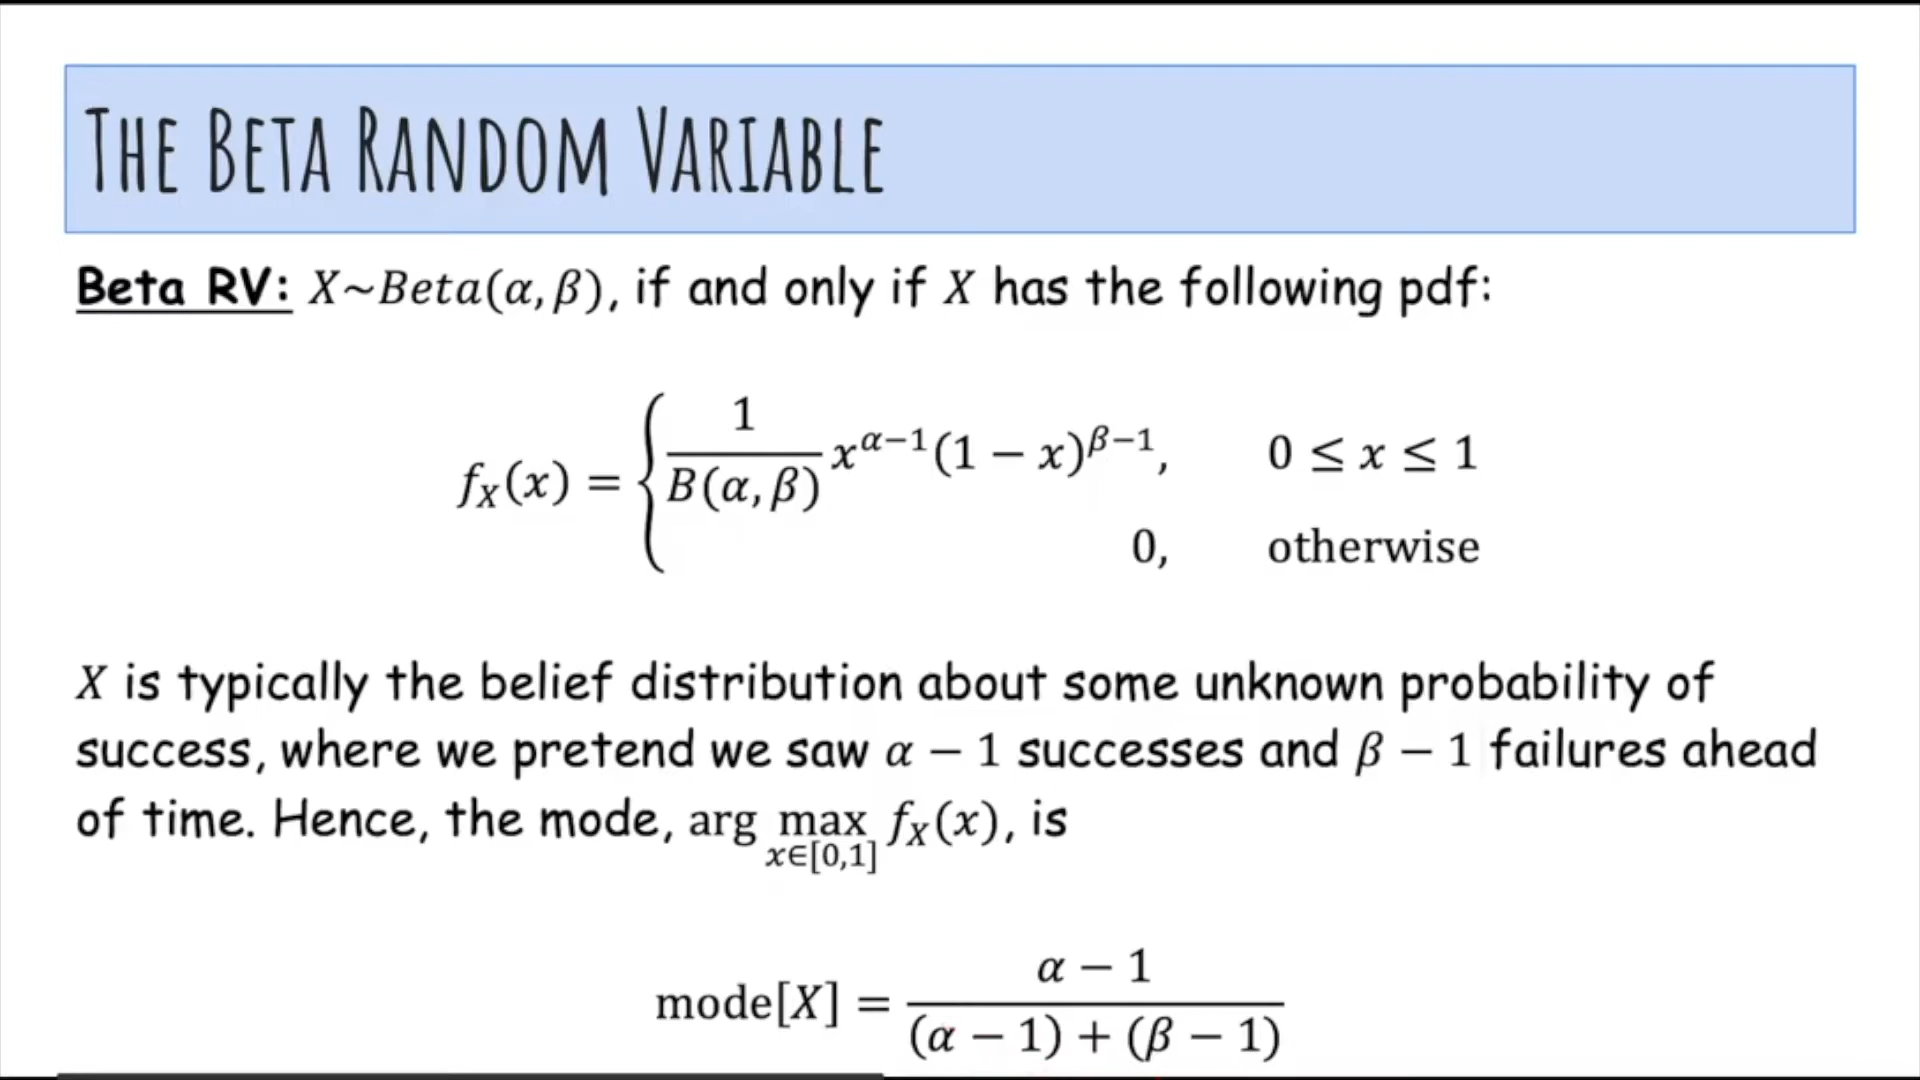 THE BETA RANDOM VARIABLE
Beta RV: X~Beta(α, β), if and only if X has the following pdf:
f_X(x) = { 1/B(α, β) x^{α−1}(1 − x)^{β−1}, 0 ≤ x ≤ 1
0, otherwise
X is typically the belief distribution about some unknown probability of
success, where we pretend we saw α − 1 successes and β − 1 failures ahead
of time. Hence, the mode, arg max_{x∈[0,1]} f_X(x), is
mode[X] = (α − 1) / ((α − 1) + (β − 1))